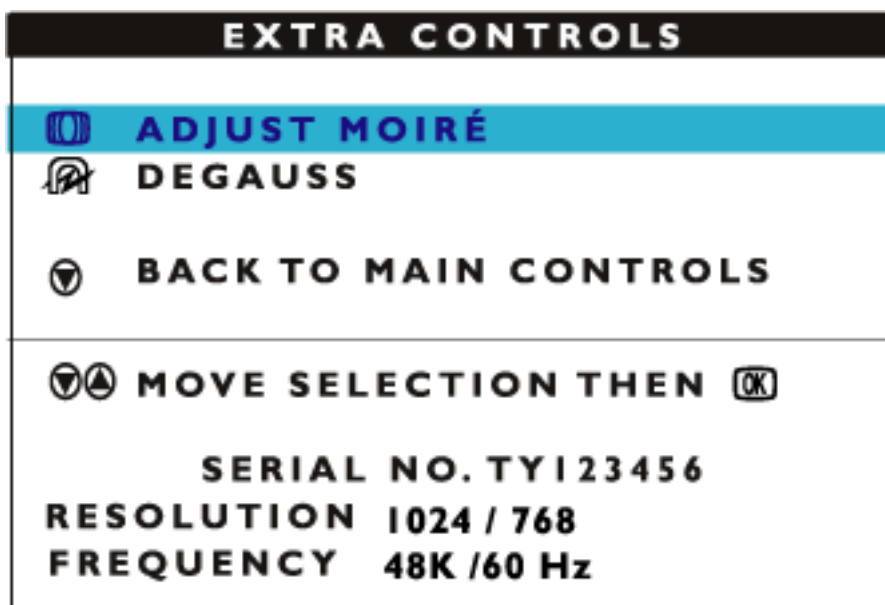 EXTRA CONTROLS
ADJUST MOIRÉ
DEGAUSS
BACK TO MAIN CONTROLS
MOVE SELECTION THEN OK
SERIAL NO. TY123456
RESOLUTION 1024 / 768
FREQUENCY 48K /60 Hz